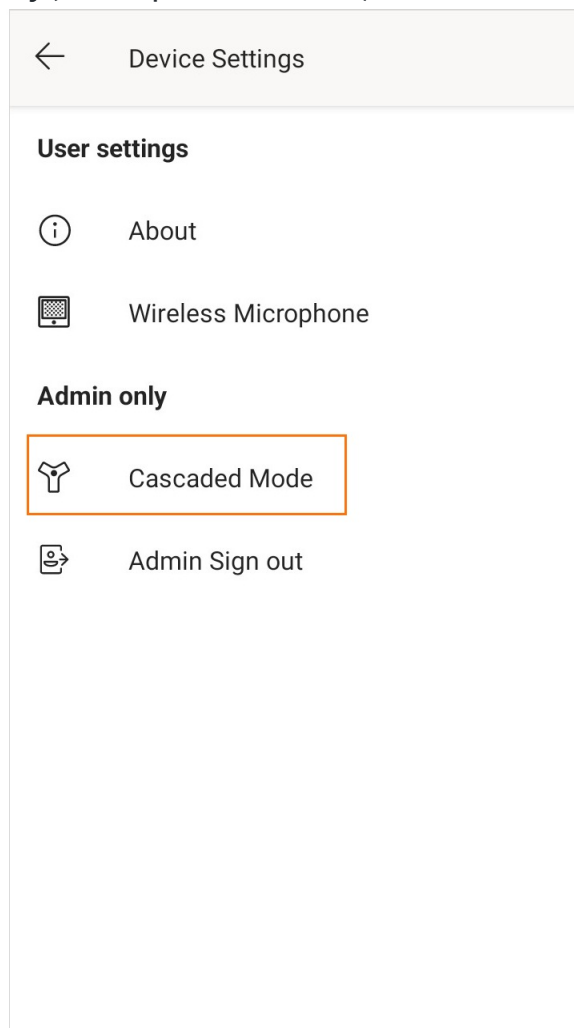 Device Settings
User settings
About
Wireless Microphone
Admin only
Cascaded Mode
Admin Sign out